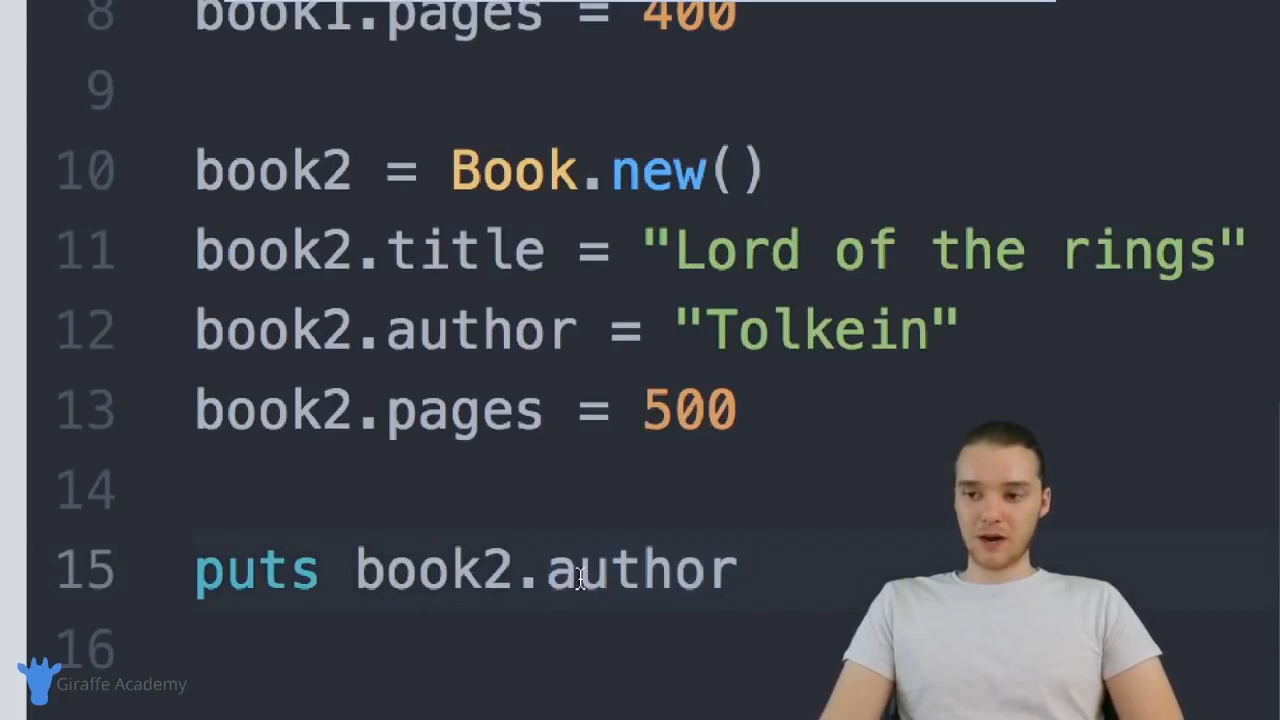 8 book1.pages = 400
9
10 book2 = Book.new()
11 book2.title = "Lord of the rings"
12 book2.author = "Tolkein"
13 book2.pages = 500
14
15 puts book2.author
16
Giraffe Academy